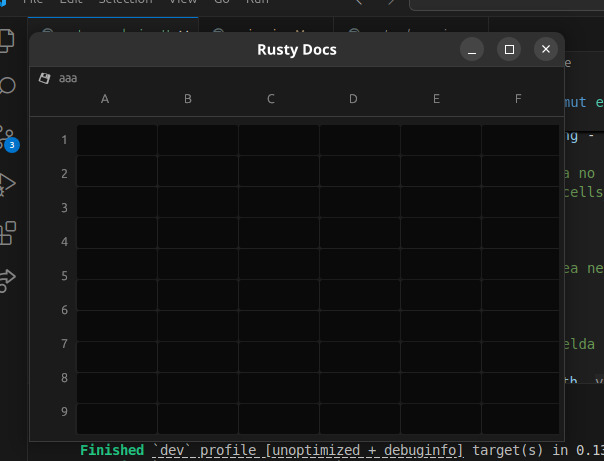 File Edit Selection View Go Run
Rusty Docs
aaa
A B C D E F
1
2
3
4
5
6
7
8
9
3
mut e
ng -
a no
cells
ea ne
elda
Finished `dev` profile [unoptimized + debuginfo] target(s) in 0.13